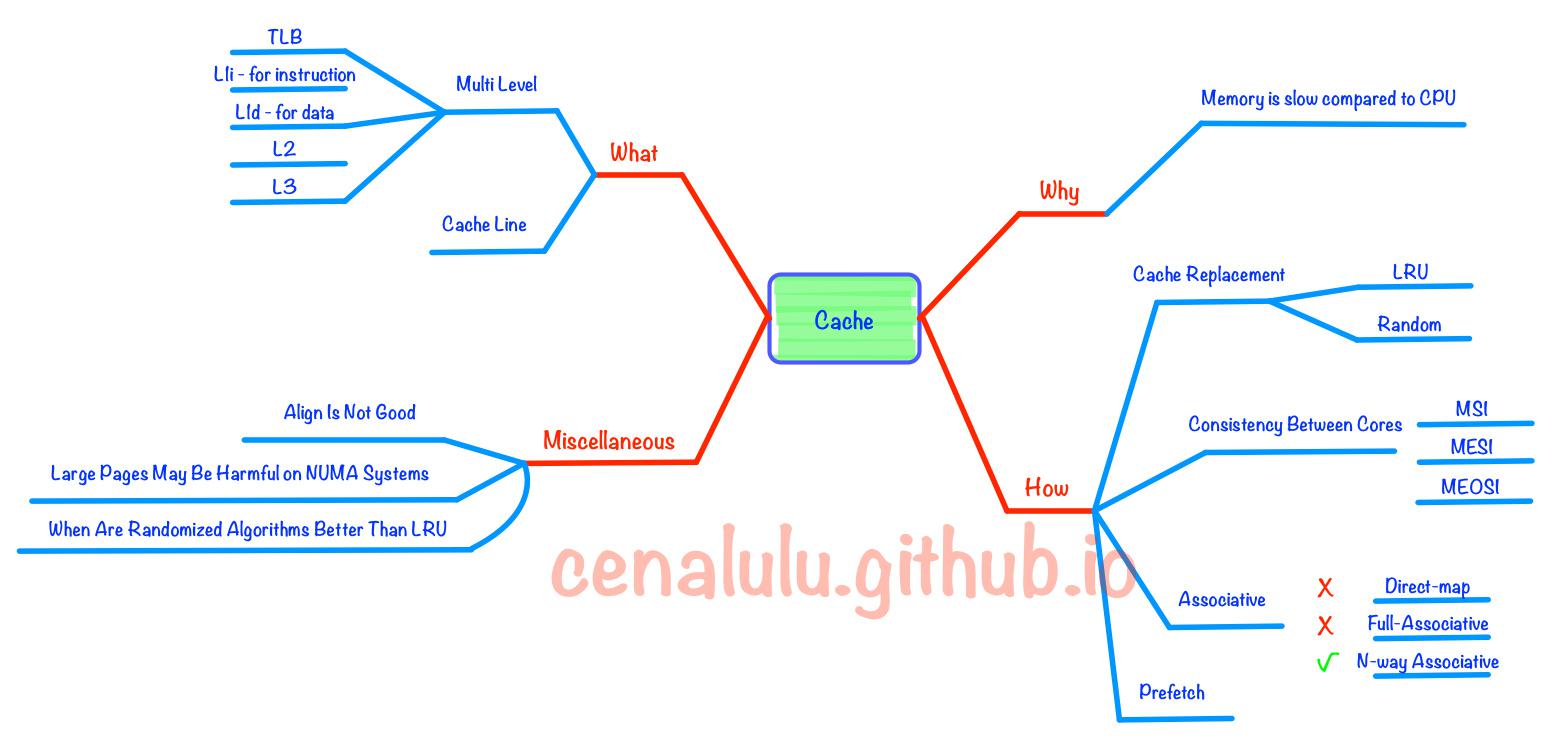 TLB
L1i - for instruction
L1d - for data
L2
L3
Multi Level
Cache Line
What
Memory is slow compared to CPU
Why
Cache
Cache Replacement
LRU
Random
Consistency Between Cores
MSI
MESI
MEOSI
How
Associative
X Direct-map
X Full-Associative
√ N-way Associative
Prefetch
Miscellaneous
Align Is Not Good
Large Pages May Be Harmful on NUMA Systems
When Are Randomized Algorithms Better Than LRU
cenalulu.github.io